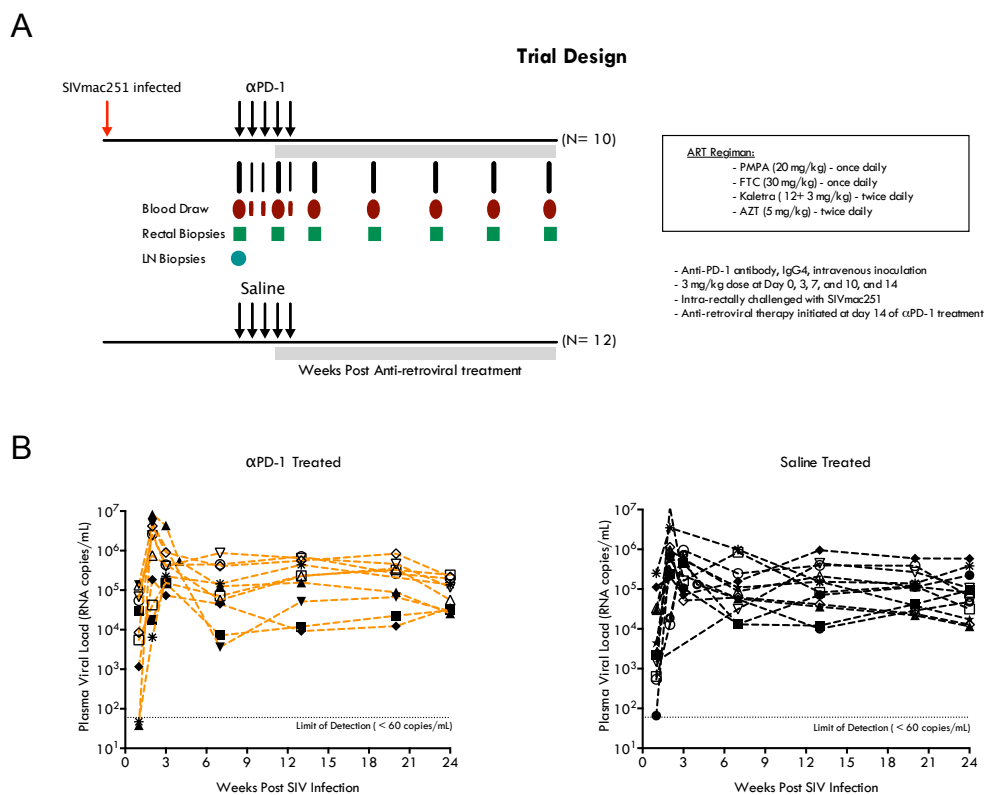 A
Trial Design
SIVmac251 infected
αPD-1
(N= 10)
Blood Draw
Rectal Biopsies
LN Biopsies
Saline
(N= 12)
Weeks Post Anti-retroviral treatment
ART Regiman:
- PMPA (20 mg/kg) - once daily
- FTC (30 mg/kg) - once daily
- Kaletra ( 12+ 3 mg/kg) - twice daily
- AZT (5 mg/kg) - twice daily
- Anti-PD-1 antibody, IgG4, intravenous inoculation
- 3 mg/kg dose at Day 0, 3, 7, and 10, and 14
- Intra-rectally challenged with SIVmac251
- Anti-retroviral therapy initiated at day 14 of αPD-1 treatment
B
αPD-1 Treated
Plasma Viral Load (RNA copies/mL)
10⁷
10⁶
10⁵
10⁴
10³
10²
10¹
Limit of Detection ( < 60 copies/mL)
0 3 6 9 12 15 18 21 24
Weeks Post SIV Infection
Saline Treated
Plasma Viral Load (RNA copies/mL)
10⁷
10⁶
10⁵
10⁴
10³
10²
10¹
Limit of Detection ( < 60 copies/mL)
0 3 6 9 12 15 18 21 24
Weeks Post SIV Infection